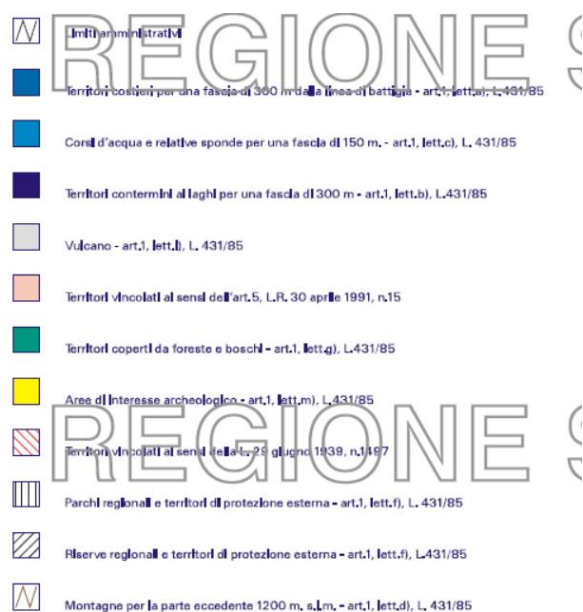 REGIONE S
Limiti amministrativi
Territori costieri per una fascia di 300 m dalla linea di battigia - art.1, lett.a), L.431/85
Corsi d'acqua e relative sponde per una fascia di 150 m. - art.1, lett.c), L. 431/85
Territori contermini ai laghi per una fascia di 300 m - art.1, lett.b), L.431/85
Vulcano - art.1, lett.l), L. 431/85
Territori vincolati ai sensi dell'art.5, L.R. 30 aprile 1991, n.15
Territori coperti da foreste e boschi - art.1, lett.g), L.431/85
Aree di interesse archeologico - art.1, lett.m), L.431/85
REGIONE S
Territori vincolati ai sensi della L. 29 giugno 1939, n.1497
Parchi regionali e territori di protezione esterna - art.1, lett.f), L. 431/85
Riserve regionali e territori di protezione esterna - art.1, lett.f), L.431/85
Montagne per la parte eccedente 1200 m. s.l.m. - art.1, lett.d), L. 431/85